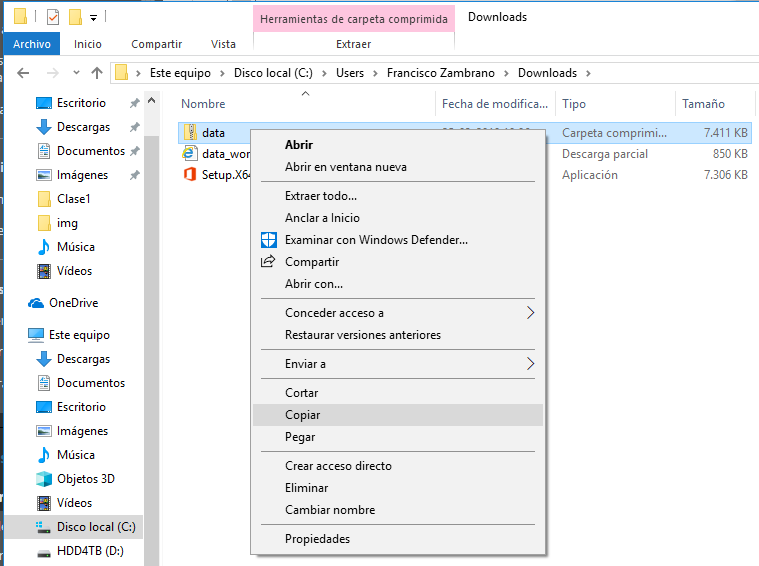 Herramientas de carpeta comprimida
Downloads
Archivo Inicio Compartir Vista Extraer
Este equipo Disco local (C:) Users Francisco Zambrano Downloads
Escritorio
Descargas
Documentos
Imágenes
Clase1
img
Música
Vídeos
OneDrive
Este equipo
Descargas
Documentos
Escritorio
Imágenes
Música
Objetos 3D
Vídeos
Disco local (C:)
HDD4TB (D:)
Nombre Fecha de modifica... Tipo Tamaño
data Carpeta comprimi... 7.411 KB
data_wor Descarga parcial 850 KB
Setup.X64 Aplicación 7.306 KB
Abrir
Abrir en ventana nueva
Extraer todo...
Anclar a Inicio
Examinar con Windows Defender...
Compartir
Abrir con...
Conceder acceso a
Restaurar versiones anteriores
Enviar a
Cortar
Copiar
Pegar
Crear acceso directo
Eliminar
Cambiar nombre
Propiedades